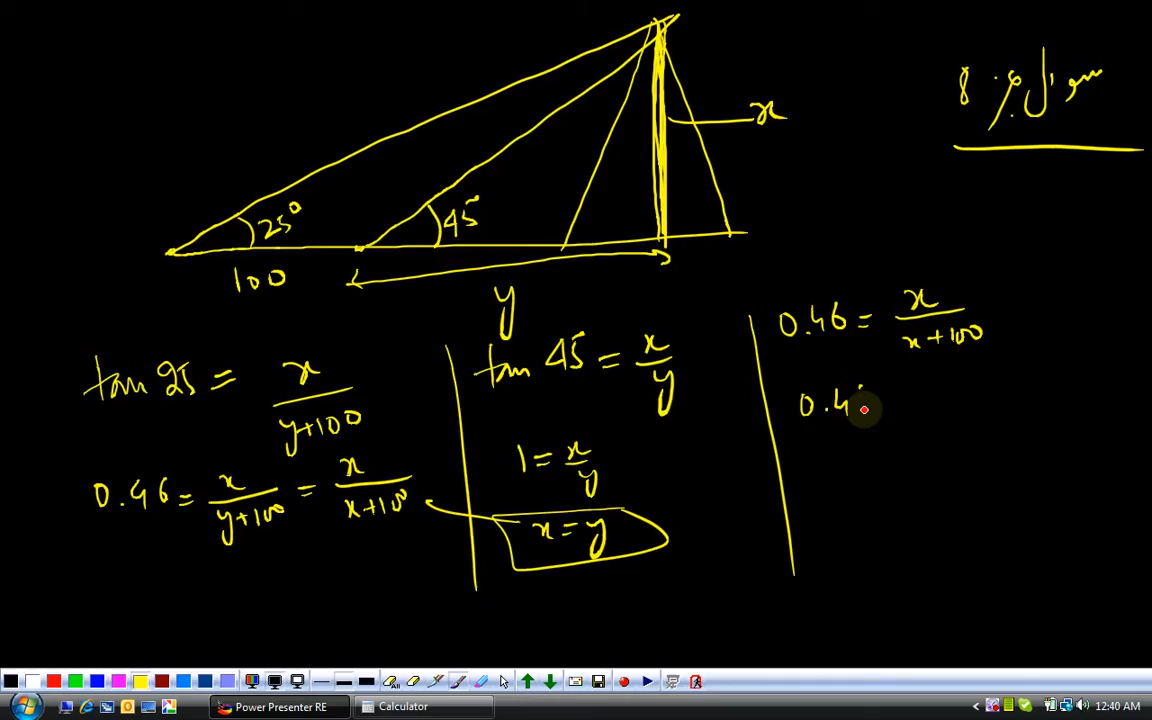 سوال نمبر 8
x
25°
45°
100
y
tan 25 = x/(y+100)
0.46 = x/(y+100) = x/(x+100)
tan 45 = x/y
1 = x/y
x = y
0.46 = x/(x+100)
0.4
Power Presenter RE
Calculator
12:40 AM